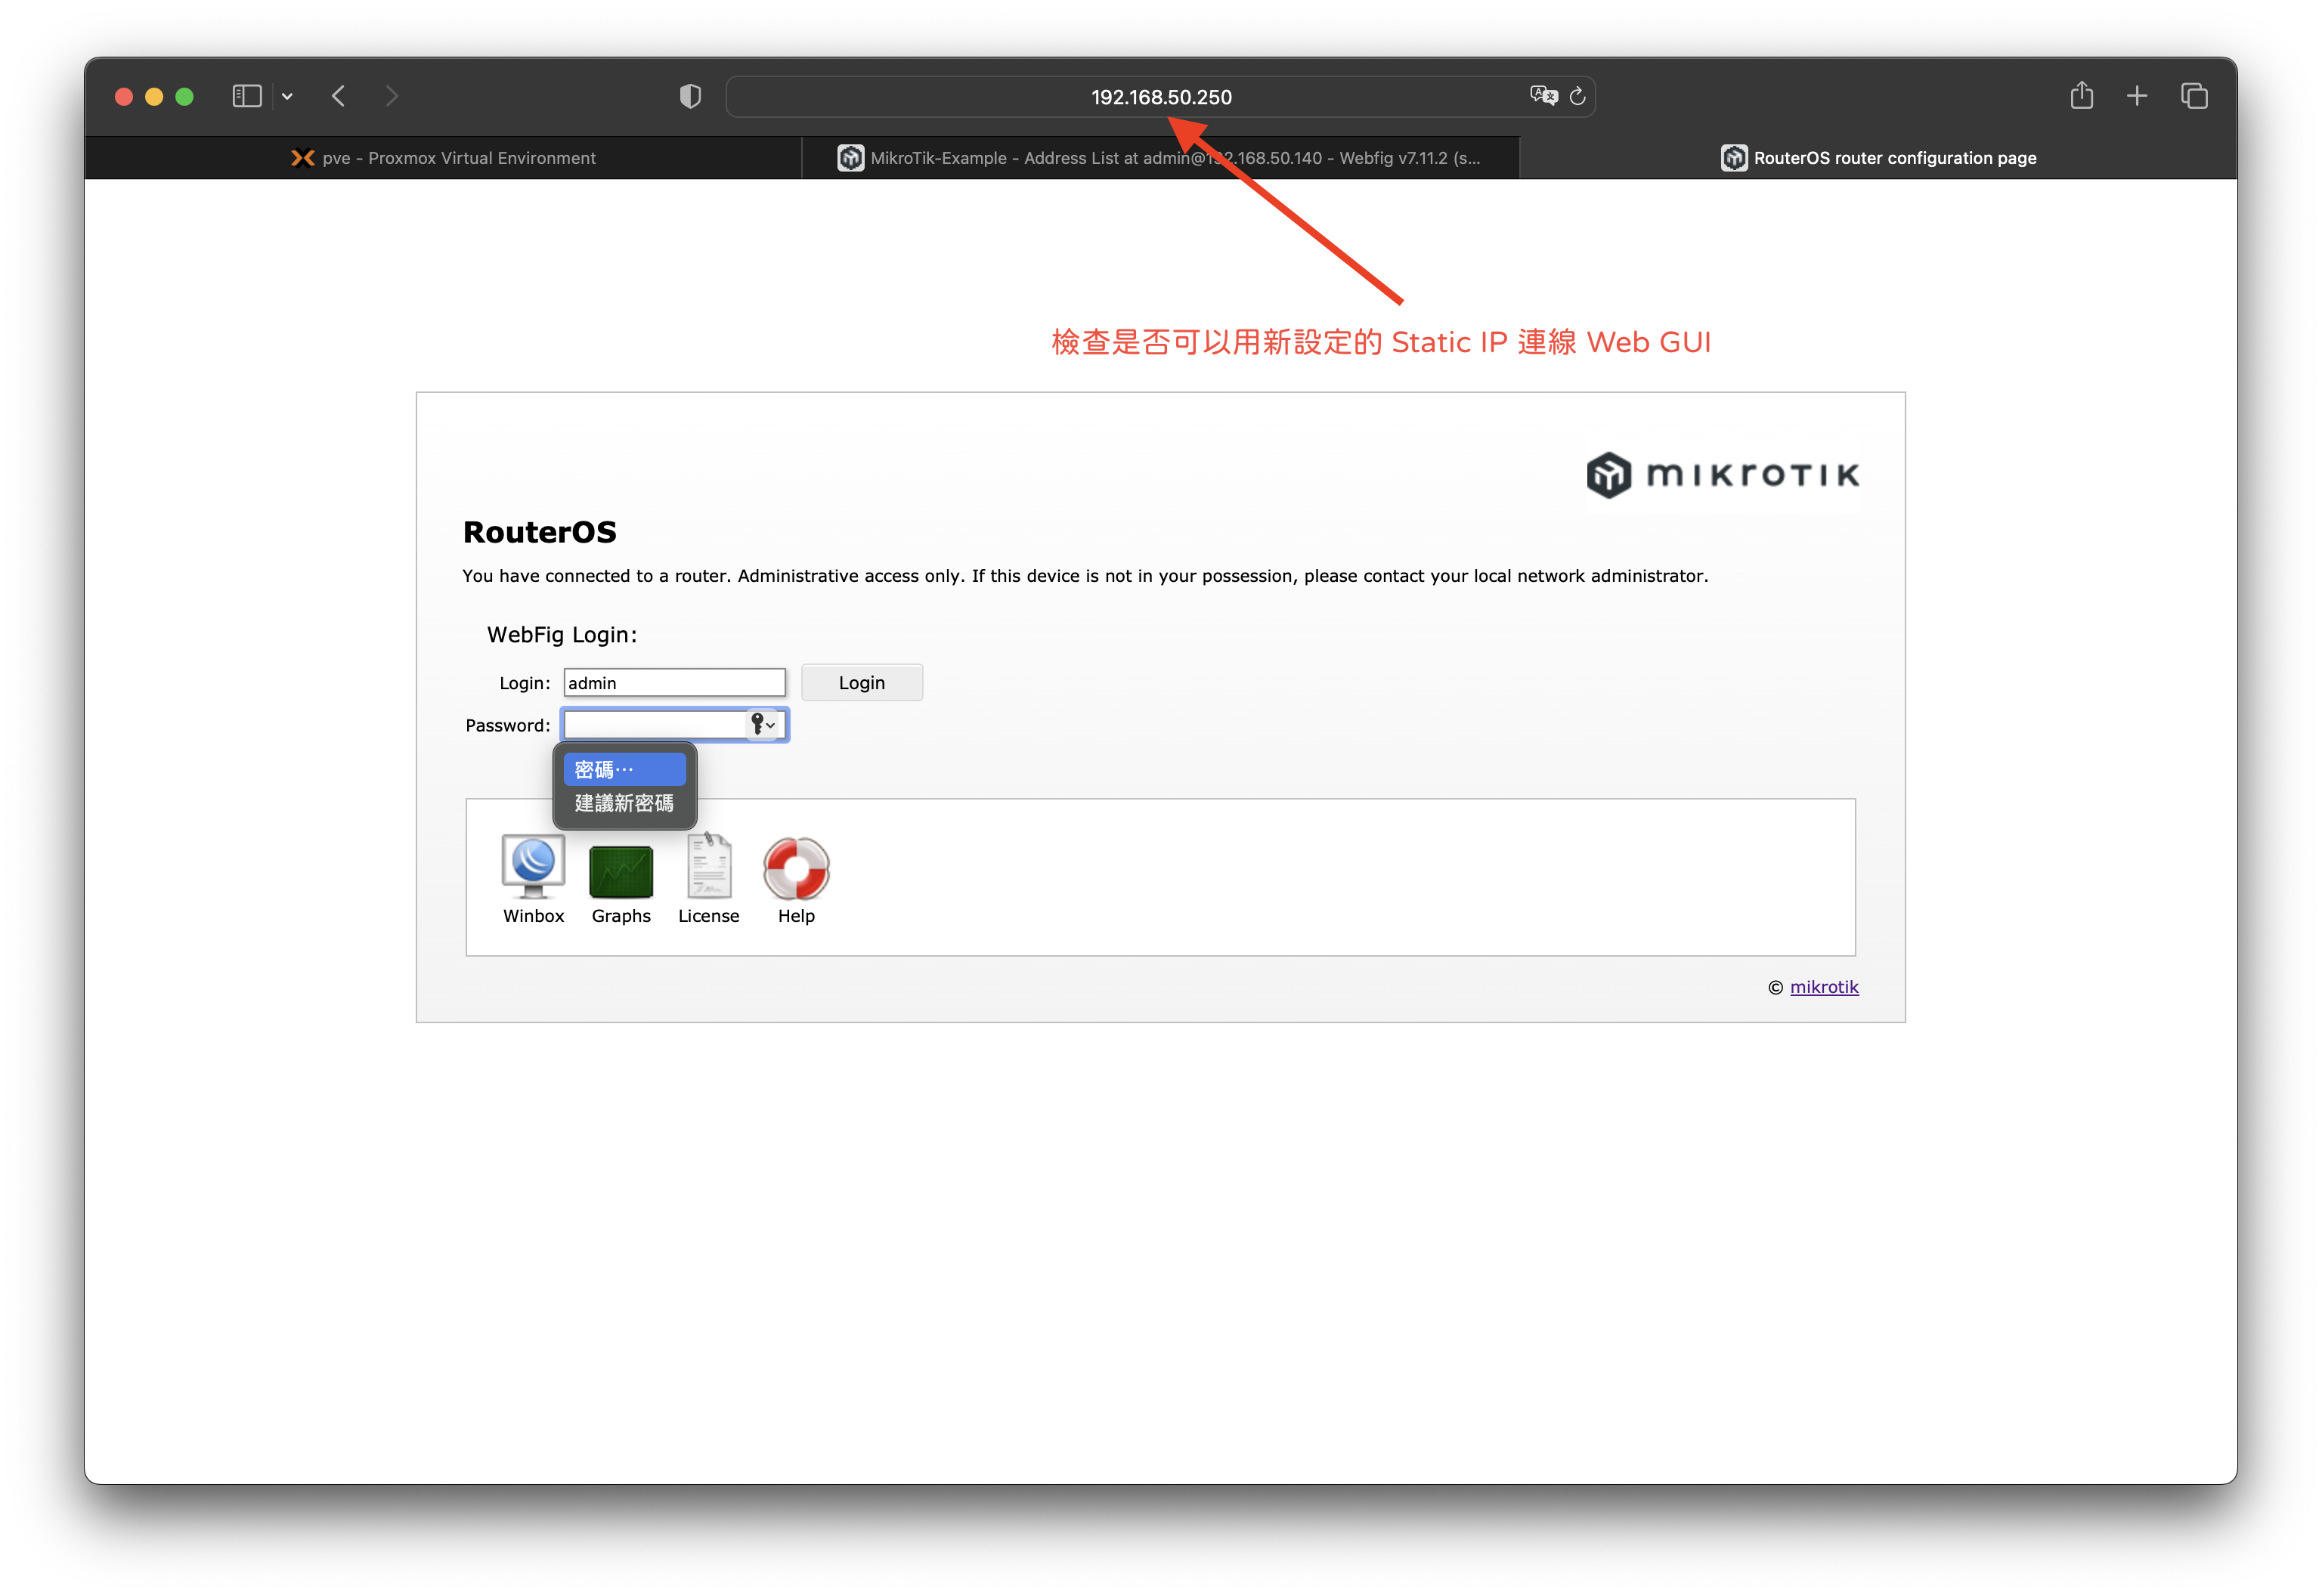 192.168.50.250
pve - Proxmox Virtual Environment
MikroTik-Example - Address List at admin@192.168.50.140 - Webfig v7.11.2 (s...
RouterOS router configuration page
檢查是否可以用新設定的 Static IP 連線 Web GUI
mikrotik
RouterOS
You have connected to a router. Administrative access only. If this device is not in your possession, please contact your local network administrator.
WebFig Login:
Login: admin Login
Password:
密碼⋯
建議新密碼
Winbox Graphs License Help
© mikrotik